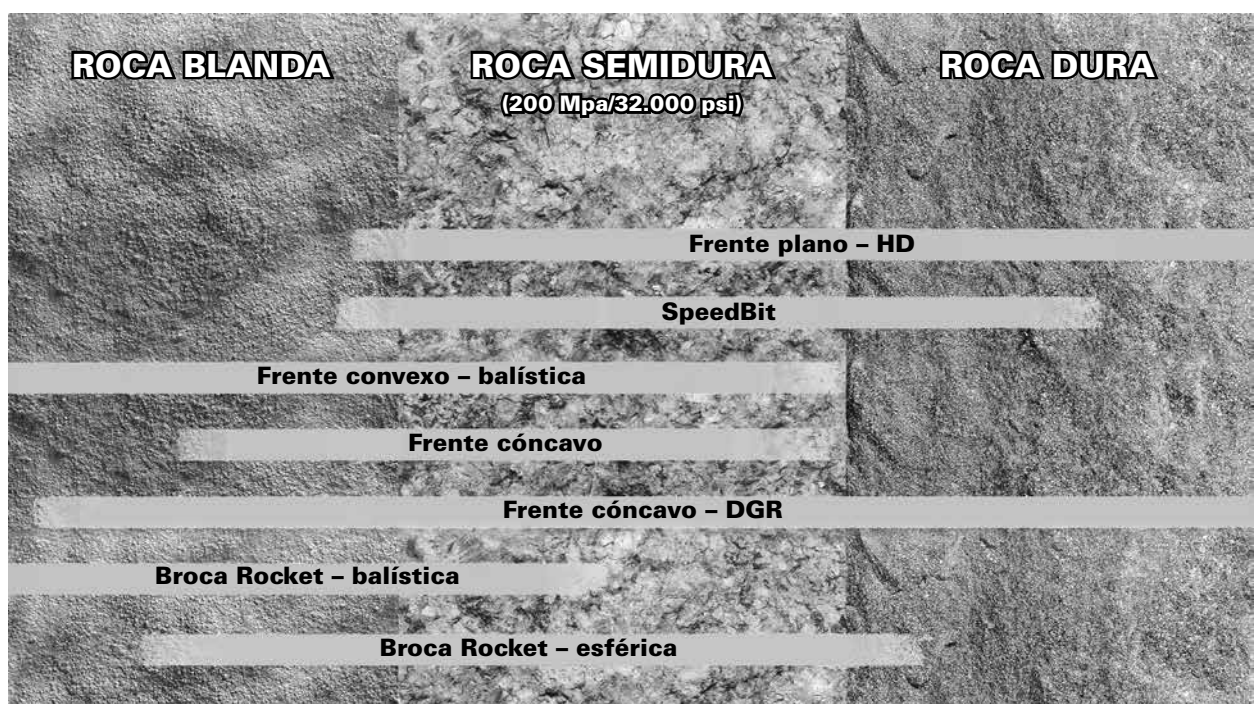 ROCA BLANDA
ROCA SEMIDURA
(200 Mpa/32.000 psi)
ROCA DURA
Frente plano – HD
SpeedBit
Frente convexo – balística
Frente cóncavo
Frente cóncavo – DGR
Broca Rocket – balística
Broca Rocket – esférica